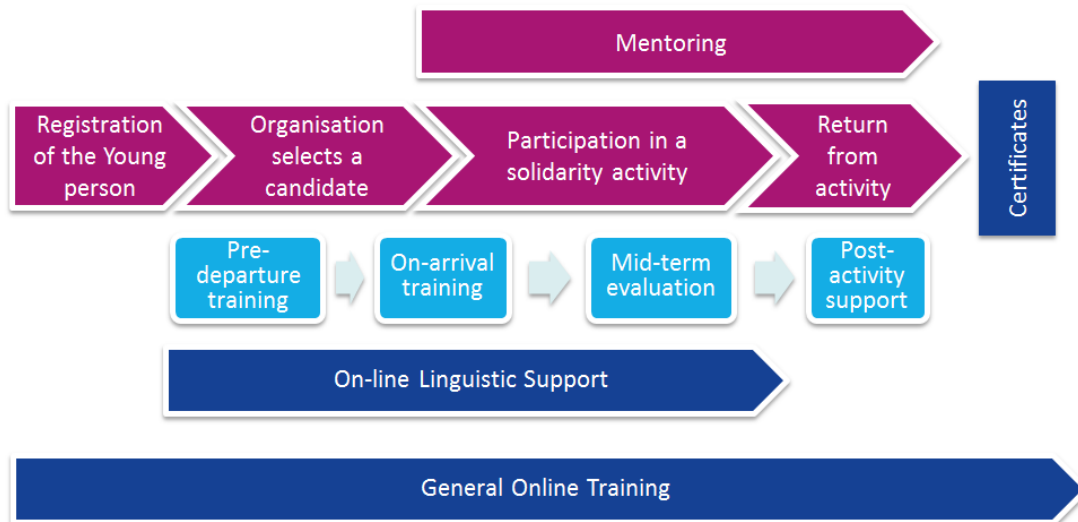 Mentoring
Registration
of the Young
person
Organisation
selects a
candidate
Participation in a
solidarity activity
Return
from
activity
Certificates
Pre-
departure
training
On-arrival
training
Mid-term
evaluation
Post-
activity
support
On-line Linguistic Support
General Online Training